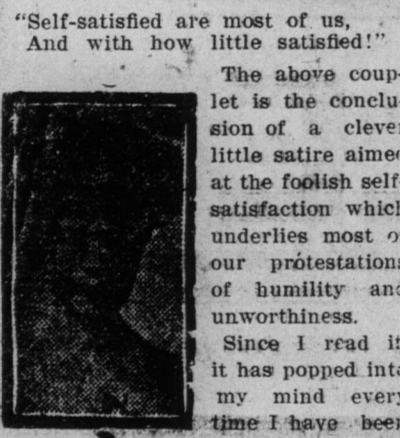 “Self-satisfied are most of us,
And with how little satisfied!”
The above coup-
let is the conclu-
sion of a clever
little satire aimed
at the foolish self-
satisfaction which
underlies most of
our protestations
of humility and
unworthiness.
Since I read it
it has popped into
my mind every
time I have been